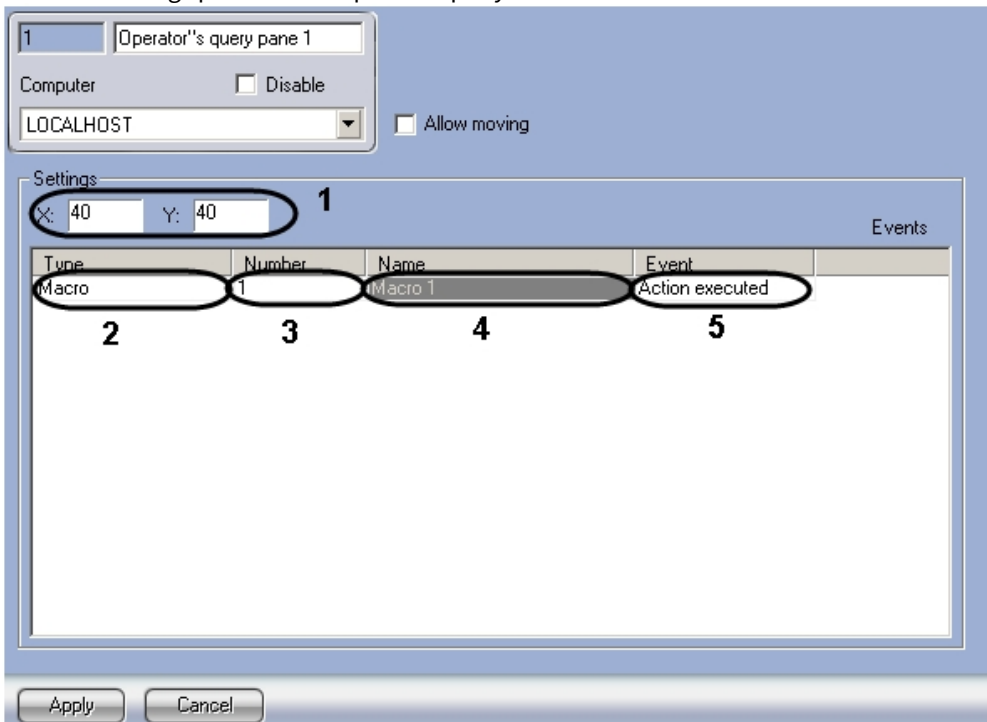 1 Operator''s query pane 1
Computer Disable
LOCALHOST Allow moving
Settings
X: 40 Y: 40 1
Events
Type Number Name Event
Macro 1 Macro 1 Action executed
2 3 4 5
Apply Cancel